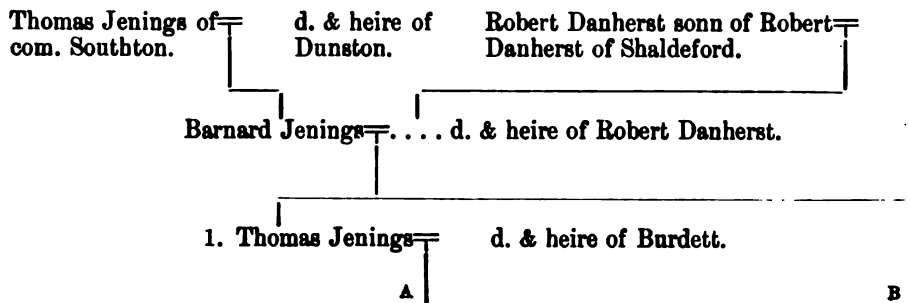 Thomas Jenings of
com. Southton.
d. & heire of
Dunston.
Robert Danherst sonn of Robert
Danherst of Shaldeford.
Barnard Jenings .... d. & heire of Robert Danherst.
1. Thomas Jenings d. & heire of Burdett.
A B